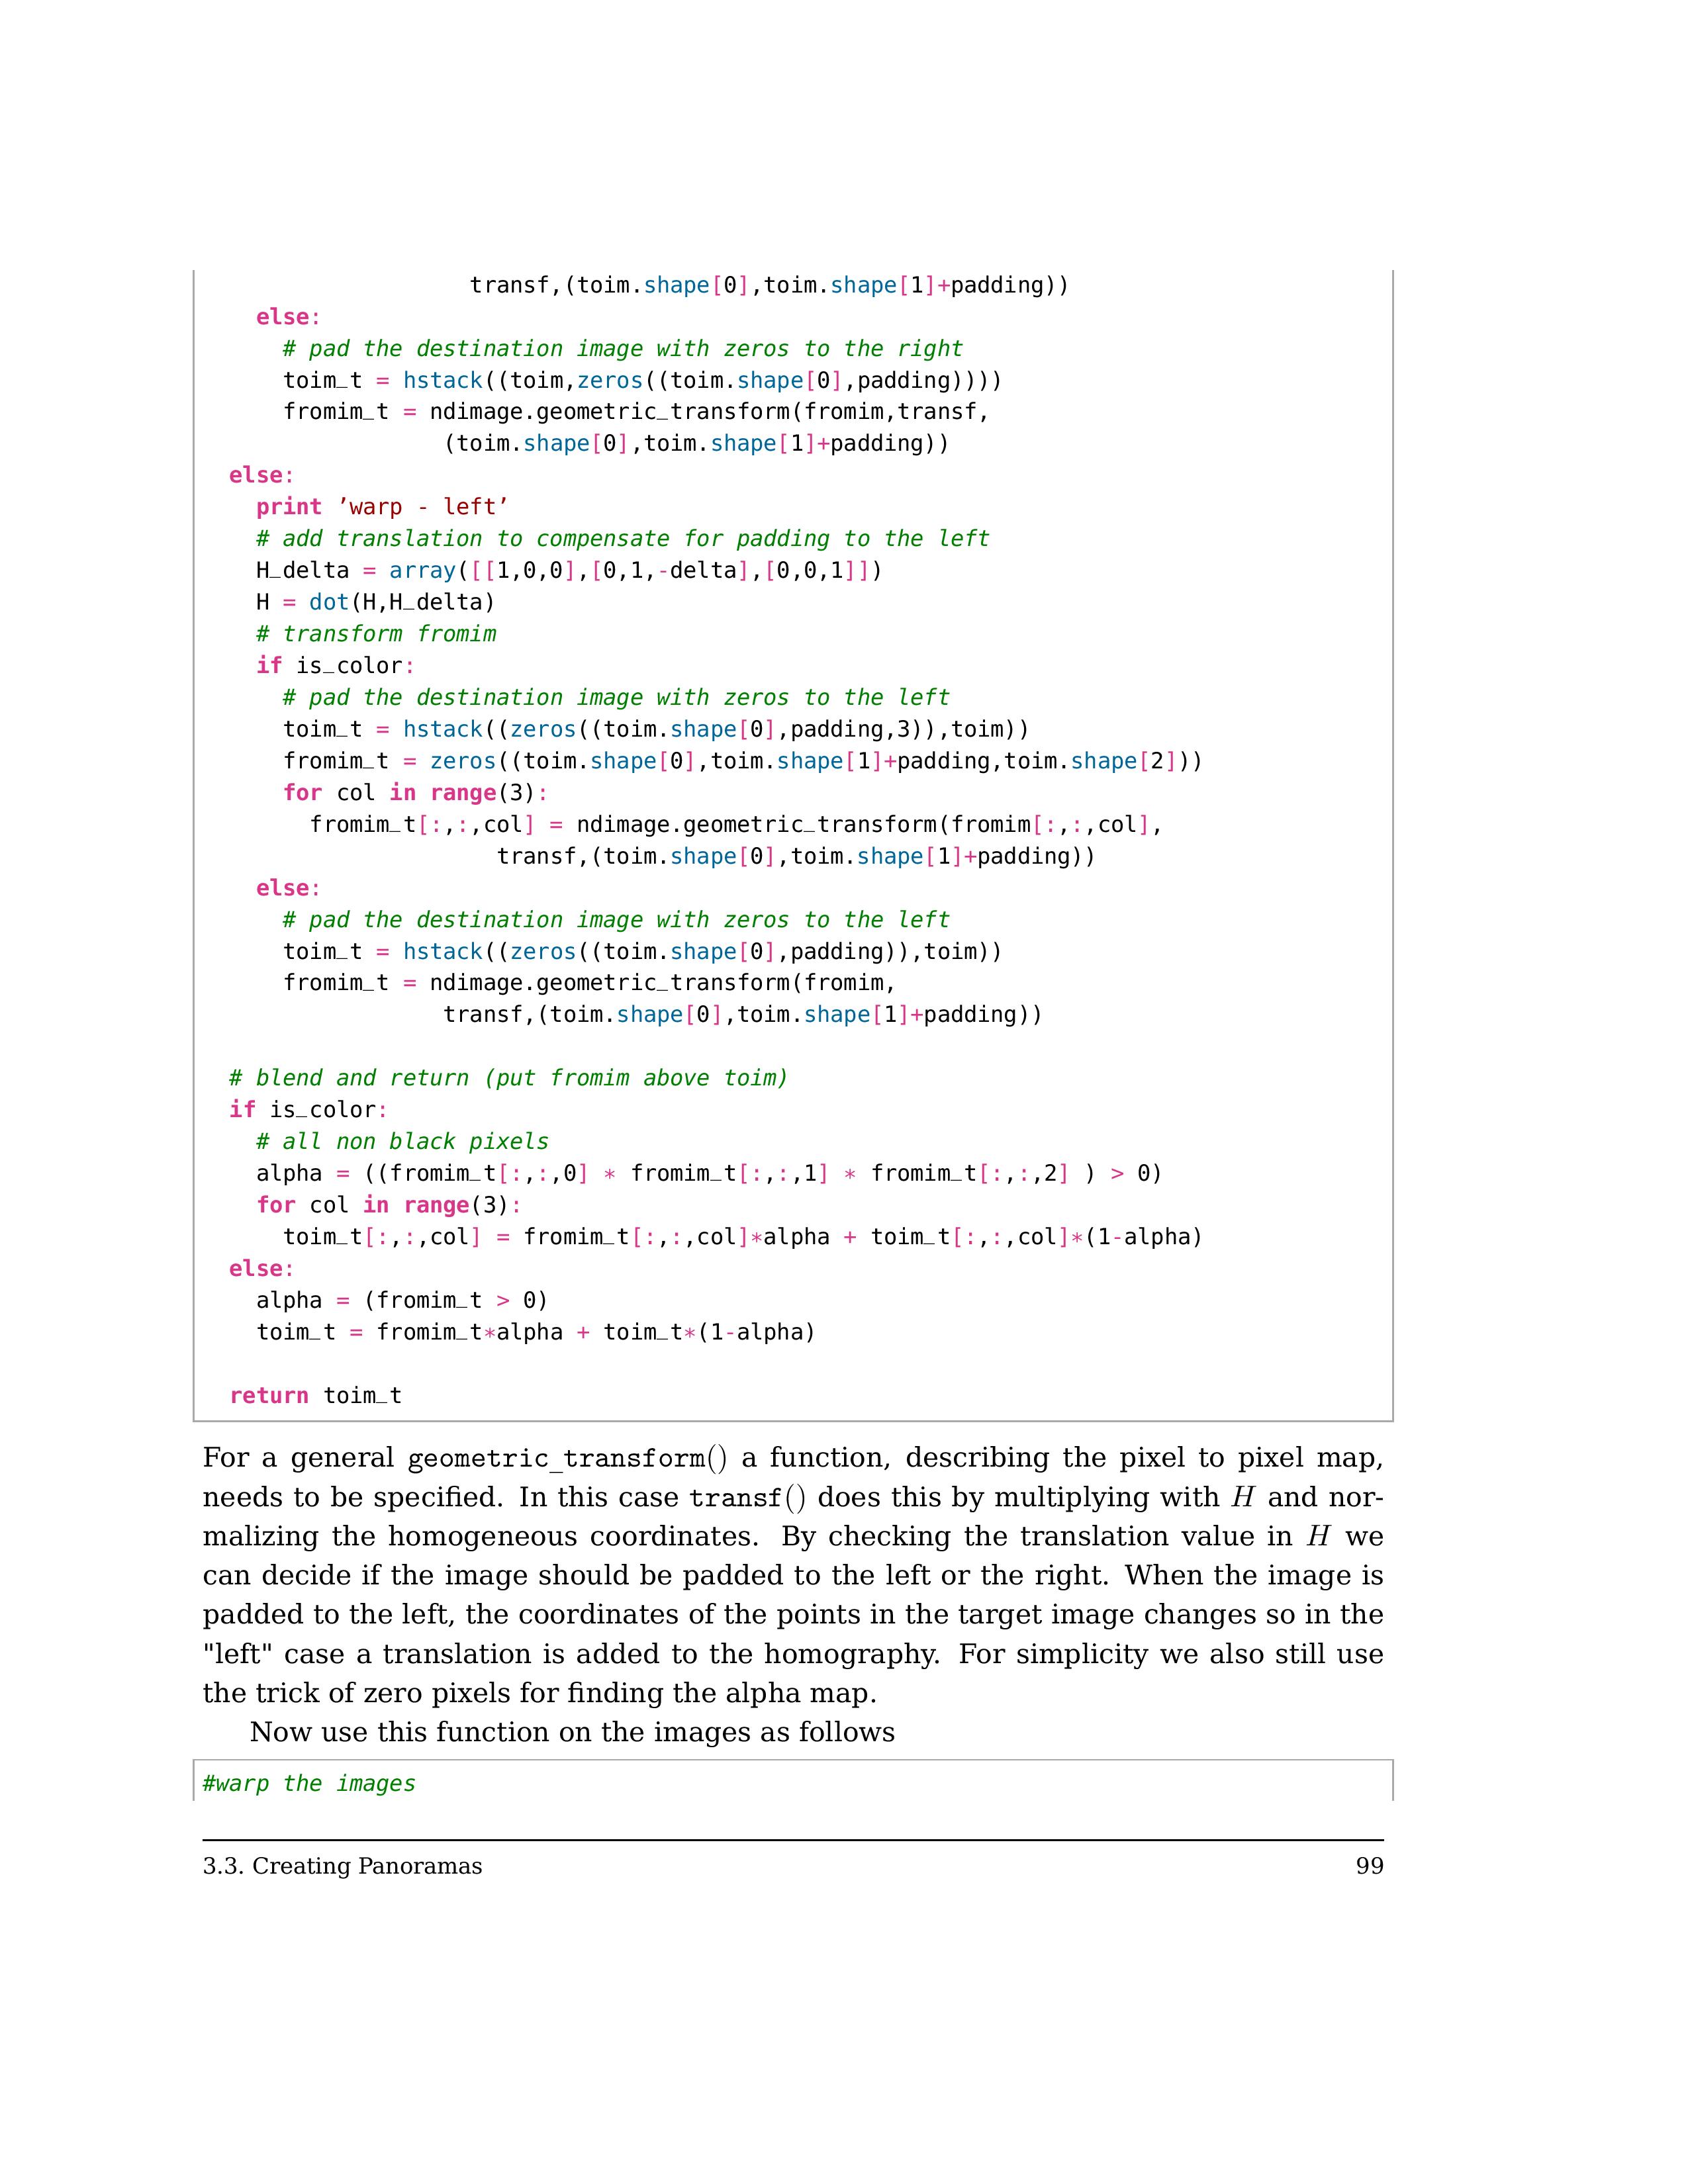 transf,(toim.shape[0],toim.shape[1]+padding))
else:
# pad the destination image with zeros to the right
toim_t = hstack((toim,zeros((toim.shape[0],padding))))
fromim_t = ndimage.geometric_transform(fromim,transf,
(toim.shape[0],toim.shape[1]+padding))
else:
print ’warp - left’
# add translation to compensate for padding to the left
H_delta = array([[1,0,0],[0,1,-delta],[0,0,1]])
H = dot(H,H_delta)
# transform fromim
if is_color:
# pad the destination image with zeros to the left
toim_t = hstack((zeros((toim.shape[0],padding,3)),toim))
fromim_t = zeros((toim.shape[0],toim.shape[1]+padding,toim.shape[2]))
for col in range(3):
fromim_t[:,:,col] = ndimage.geometric_transform(fromim[:,:,col],
transf,(toim.shape[0],toim.shape[1]+padding))
else:
# pad the destination image with zeros to the left
toim_t = hstack((zeros((toim.shape[0],padding)),toim))
fromim_t = ndimage.geometric_transform(fromim,
transf,(toim.shape[0],toim.shape[1]+padding))
# blend and return (put fromim above toim)
if is_color:
# all non black pixels
alpha = ((fromim_t[:,:,0] * fromim_t[:,:,1] * fromim_t[:,:,2] ) > 0)
for col in range(3):
toim_t[:,:,col] = fromim_t[:,:,col]*alpha + toim_t[:,:,col]*(1-alpha)
else:
alpha = (fromim_t > 0)
toim_t = fromim_t*alpha + toim_t*(1-alpha)
return toim_t
For a general geometric_transform() a function, describing the pixel to pixel map,
needs to be specified. In this case transf() does this by multiplying with H and nor-
malizing the homogeneous coordinates. By checking the translation value in H we
can decide if the image should be padded to the left or the right. When the image is
padded to the left, the coordinates of the points in the target image changes so in the
"left" case a translation is added to the homography. For simplicity we also still use
the trick of zero pixels for finding the alpha map.
Now use this function on the images as follows
#warp the images
3.3. Creating Panoramas 99